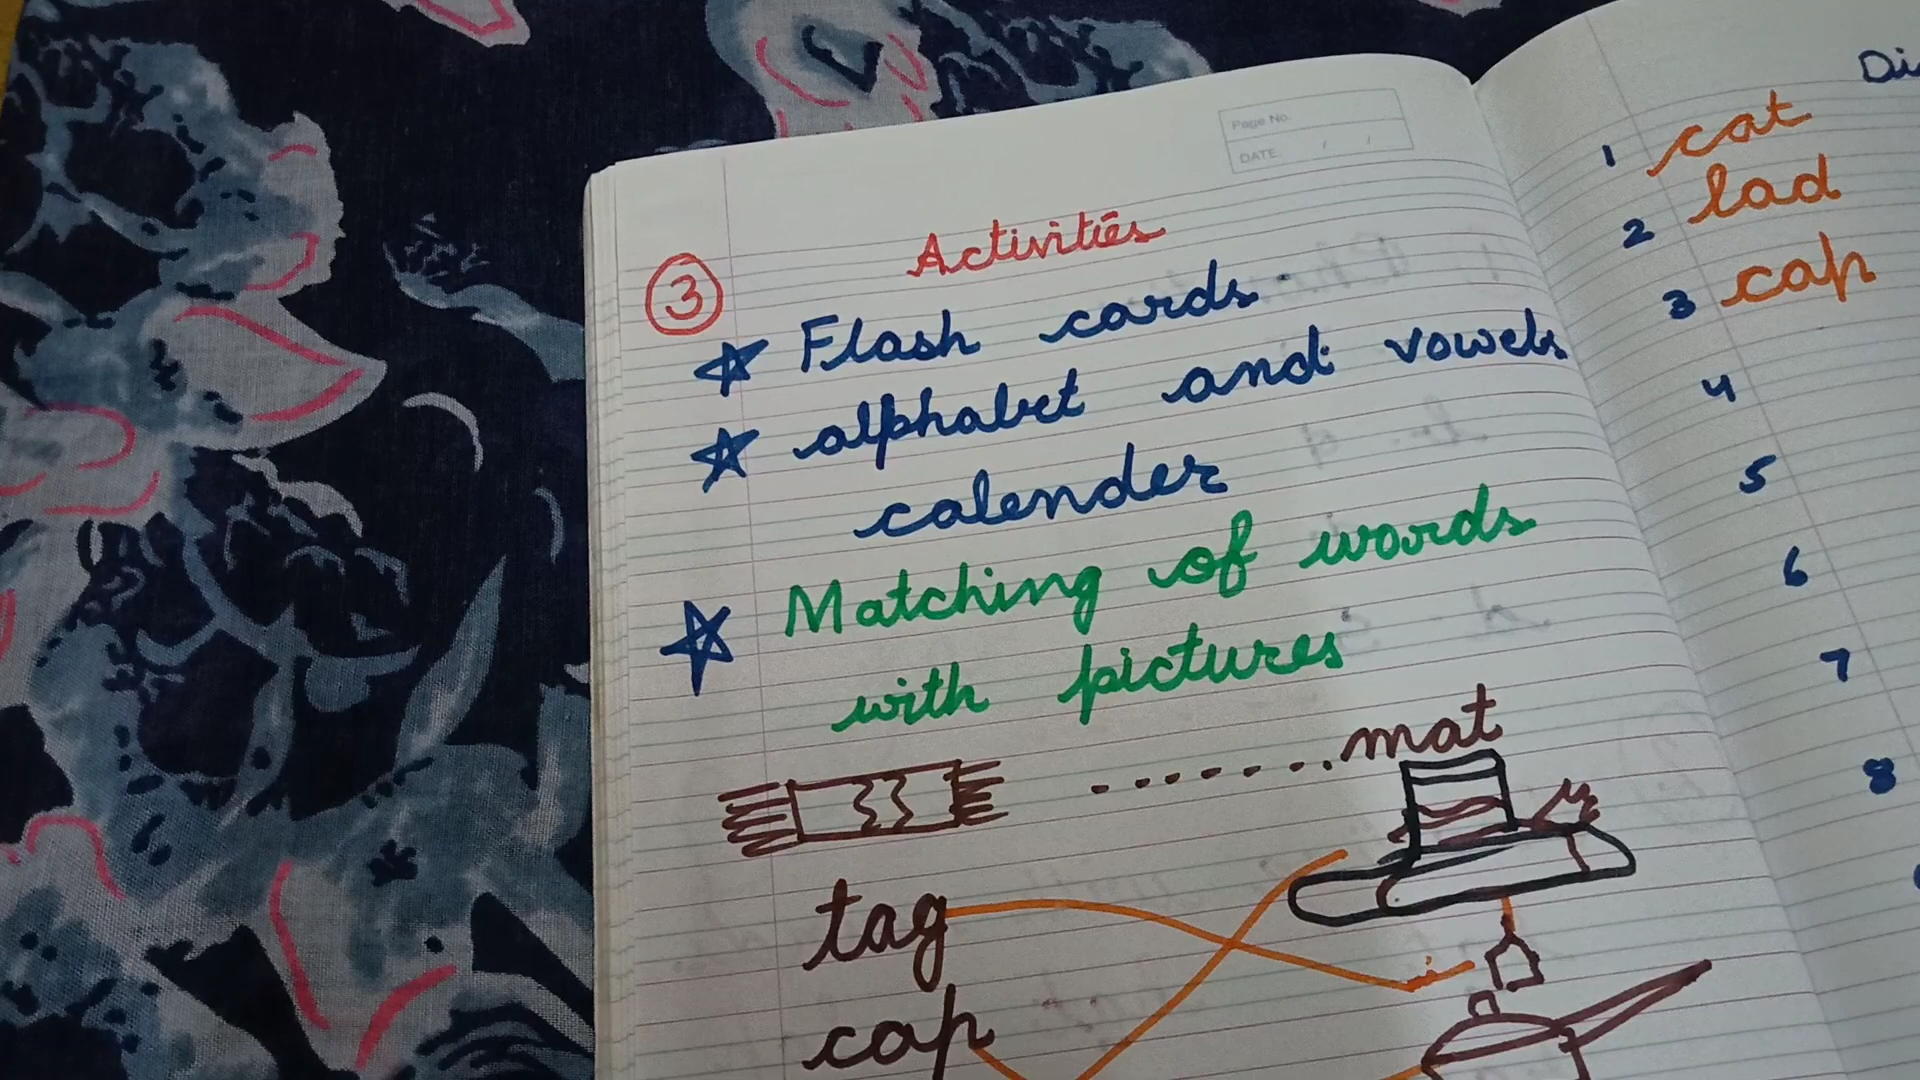 Page No.
DATE / /
Activities
3
Flash cards
alphabet and vowels
calender
Matching of words
with pictures
.......mat
tag
cap
1 cat
2 lad
3 cap
4
5
6
7
8